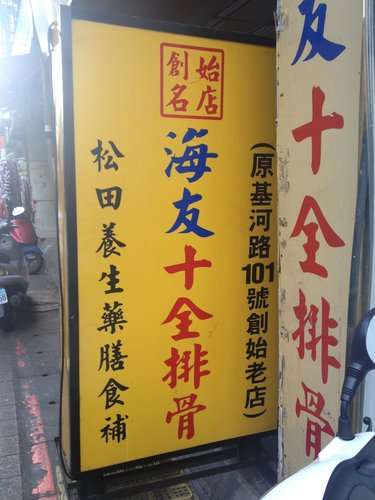 創始名店
(原基河路101號創始老店)
海友十全排骨
松田養生藥膳食補
友十全排骨